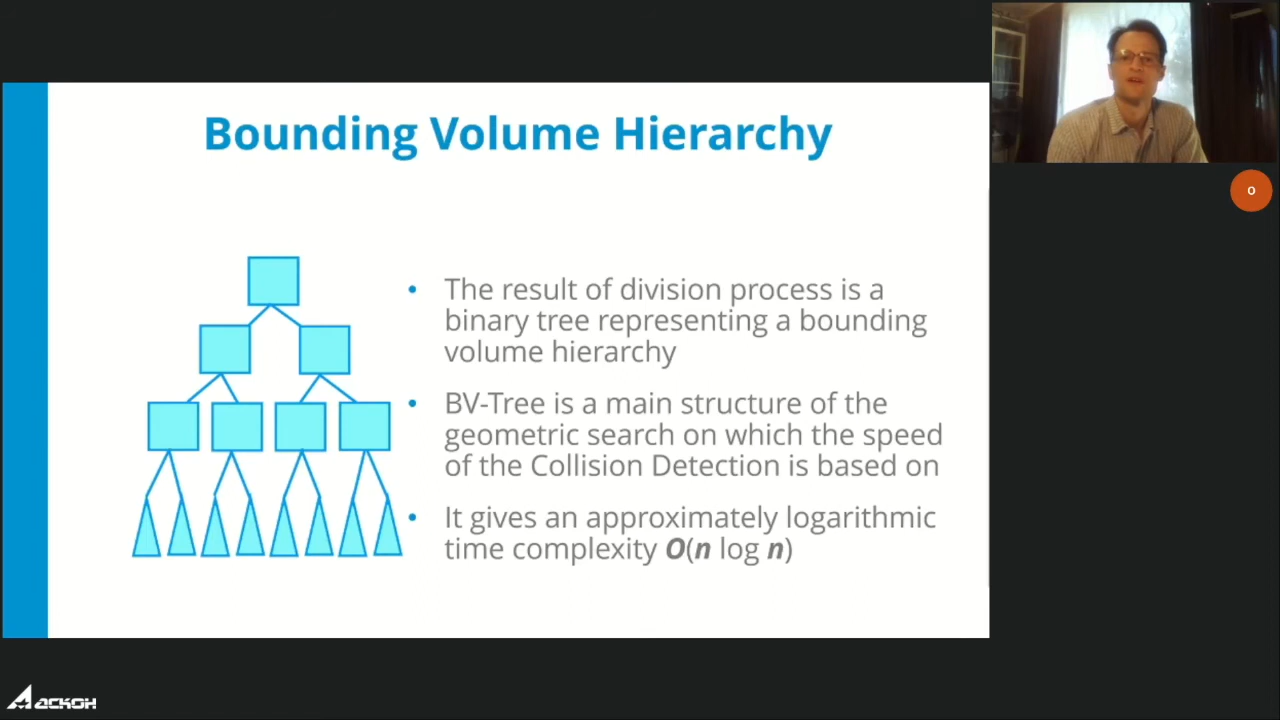 Bounding Volume Hierarchy
• The result of division process is a
binary tree representing a bounding
volume hierarchy
• BV-Tree is a main structure of the
geometric search on which the speed
of the Collision Detection is based on
• It gives an approximately logarithmic
time complexity O(n log n)
O
АСКОН